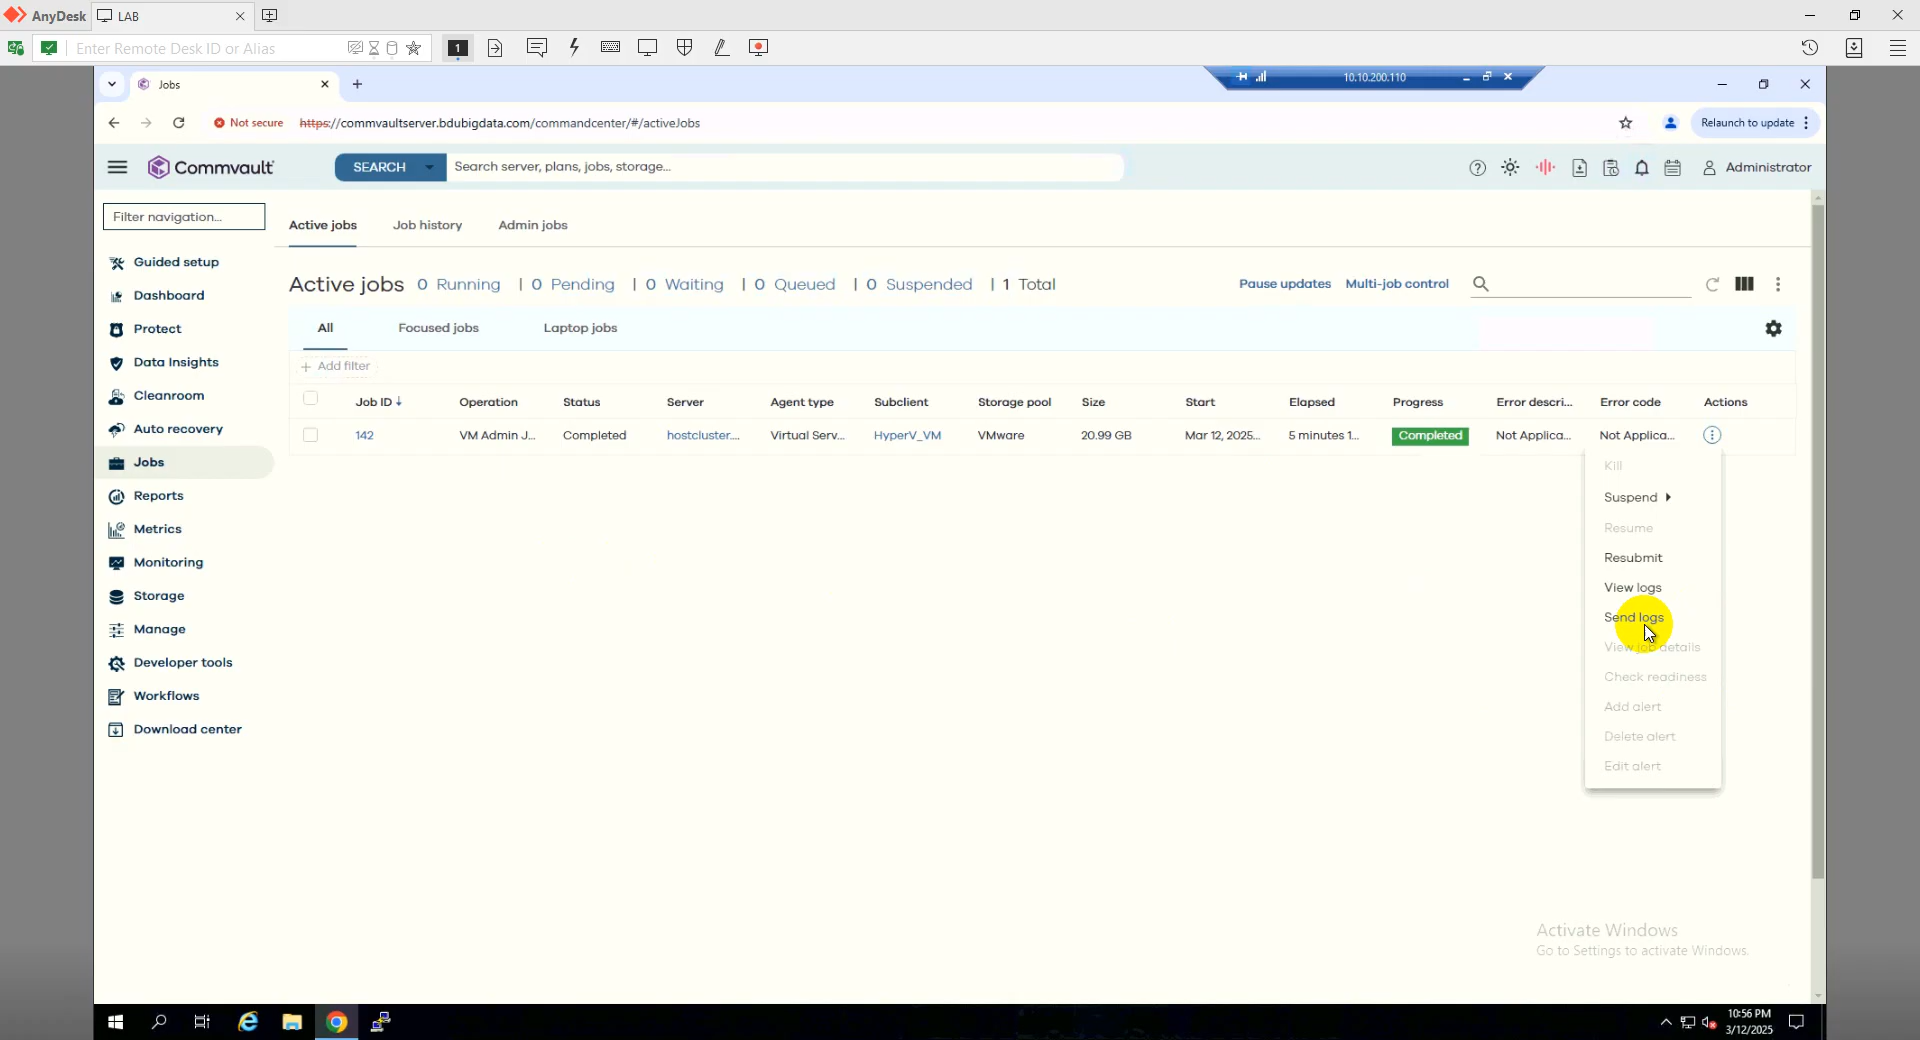 AnyDesk
LAB
Enter Remote Desk ID or Alias
1
Jobs
10.10.200.110
Not secure
https://commvaultserver.bdubigdata.com/commandcenter/#/activeJobs
Relaunch to update
Commvault
SEARCH
Search server, plans, jobs, storage...
Administrator
Filter navigation...
Guided setup
Dashboard
Protect
Data Insights
Cleanroom
Auto recovery
Jobs
Reports
Metrics
Monitoring
Storage
Manage
Developer tools
Workflows
Download center
Active jobs Job history Admin jobs
Active jobs 0 Running | 0 Pending | 0 Waiting | 0 Queued | 0 Suspended | 1 Total
Pause updates Multi-job control
All Focused jobs Laptop jobs
+ Add filter
Job ID ↓ Operation Status Server Agent type Subclient Storage pool Size Start Elapsed Progress Error descri... Error code Actions
142 VM Admin J... Completed hostcluster.... Virtual Serv... HyperV_VM VMware 20.99 GB Mar 12, 2025... 5 minutes 1... Completed Not Applica... Not Applica...
Kill
Suspend
Resume
Resubmit
View logs
Send logs
View job details
Check readiness
Add alert
Delete alert
Edit alert
Activate Windows
Go to Settings to activate Windows.
10:56 PM
3/12/2025